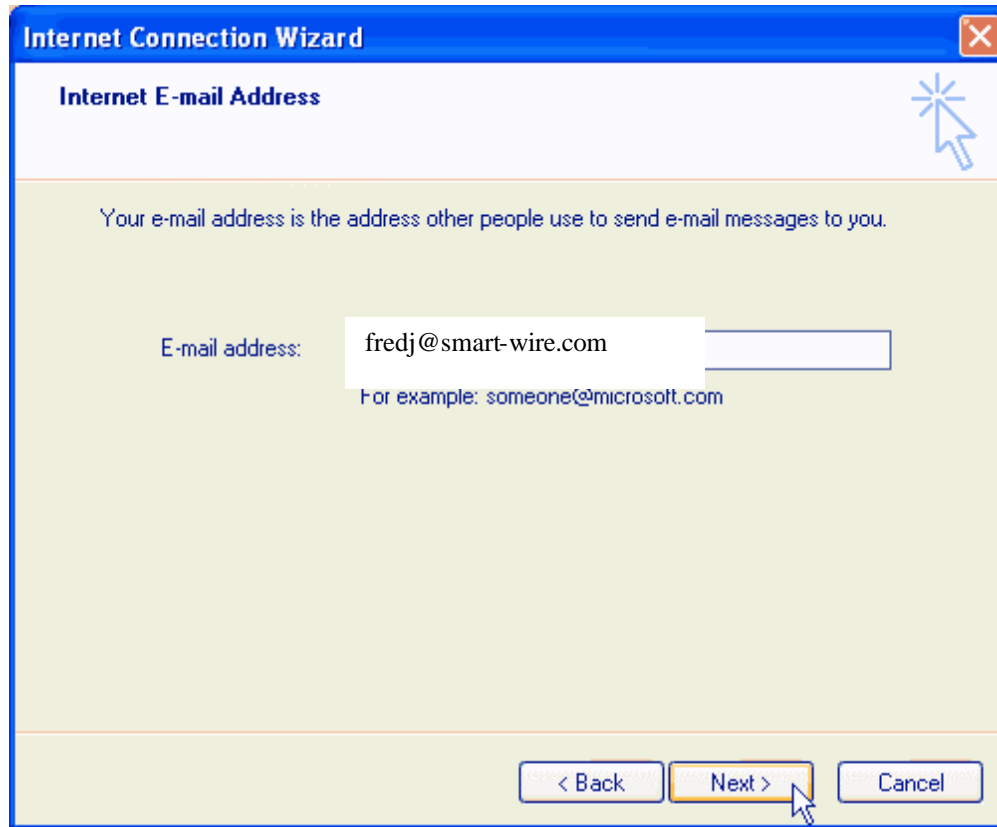 Internet Connection Wizard
Internet E-mail Address
Your e-mail address is the address other people use to send e-mail messages to you.
E-mail address: fredj@smart-wire.com
For example: someone@microsoft.com
< Back Next > Cancel